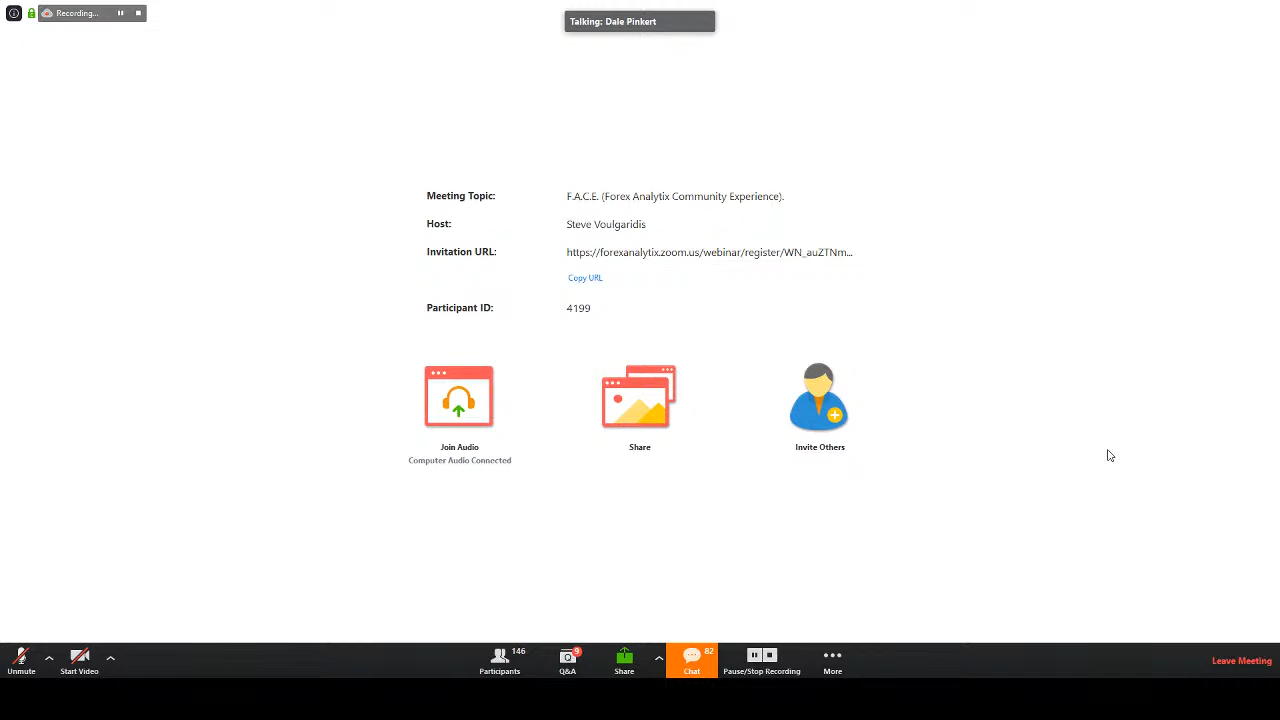 Recording...
Talking: Dale Pinkert
Meeting Topic: F.A.C.E. (Forex Analytix Community Experience).
Host: Steve Voulgaridis
Invitation URL: https://forexanalytix.zoom.us/webinar/register/WN_auZTNm...
Copy URL
Participant ID: 4199
Join Audio
Computer Audio Connected
Share
Invite Others
Unmute
Start Video
146
Participants
9
Q&A
Share
82
Chat
Pause/Stop Recording
More
Leave Meeting